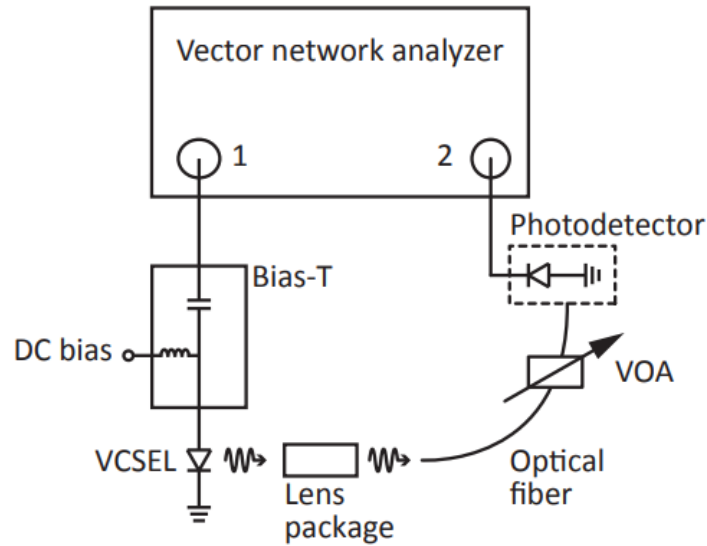 Vector network analyzer
1
2
Photodetector
Bias-T
DC bias
VOA
VCSEL
Optical
fiber
Lens
package